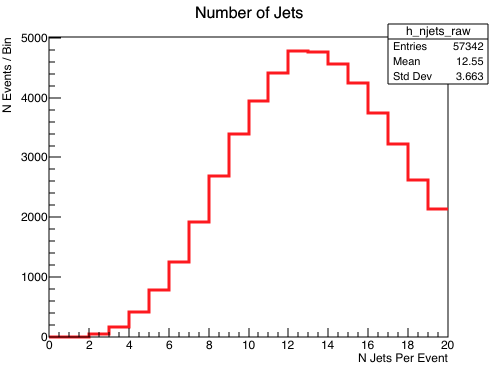 Number of Jets
h_njets_raw
Entries 57342
Mean 12.55
Std Dev 3.663
N Events / Bin
5000
4000
3000
2000
1000
0
0 2 4 6 8 10 12 14 16 18 20
N Jets Per Event